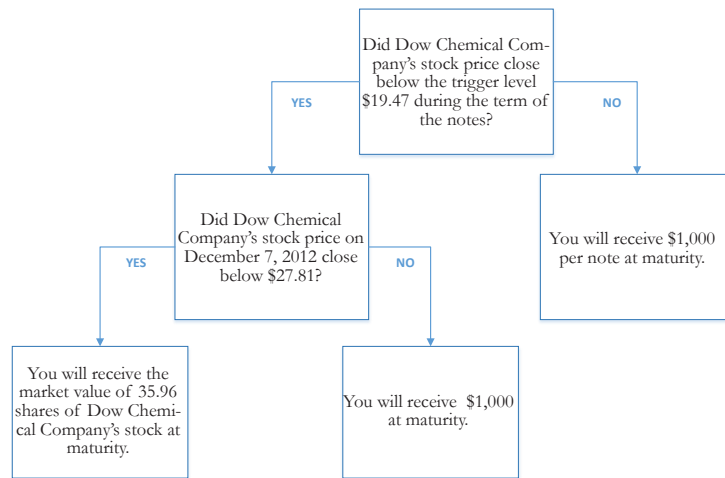 Did Dow Chemical Com-
pany's stock price close
below the trigger level
$19.47 during the term of
the notes?
YES
NO
Did Dow Chemical
Company's stock price on
December 7, 2012 close
below $27.81?
You will receive $1,000
per note at maturity.
YES
NO
You will receive the
market value of 35.96
shares of Dow Chemi-
cal Company's stock at
maturity.
You will receive $1,000
at maturity.